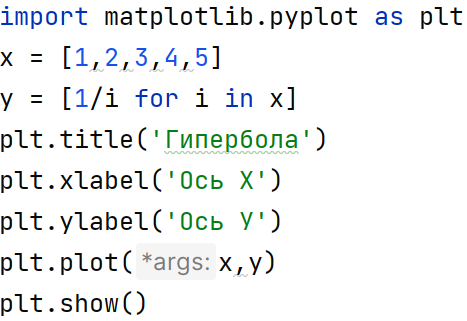 import matplotlib.pyplot as plt
x = [1,2,3,4,5]
y = [1/i for i in x]
plt.title('Гипербола')
plt.xlabel('Ось X')
plt.ylabel('Ось Y')
plt.plot( *args: x,y)
plt.show()